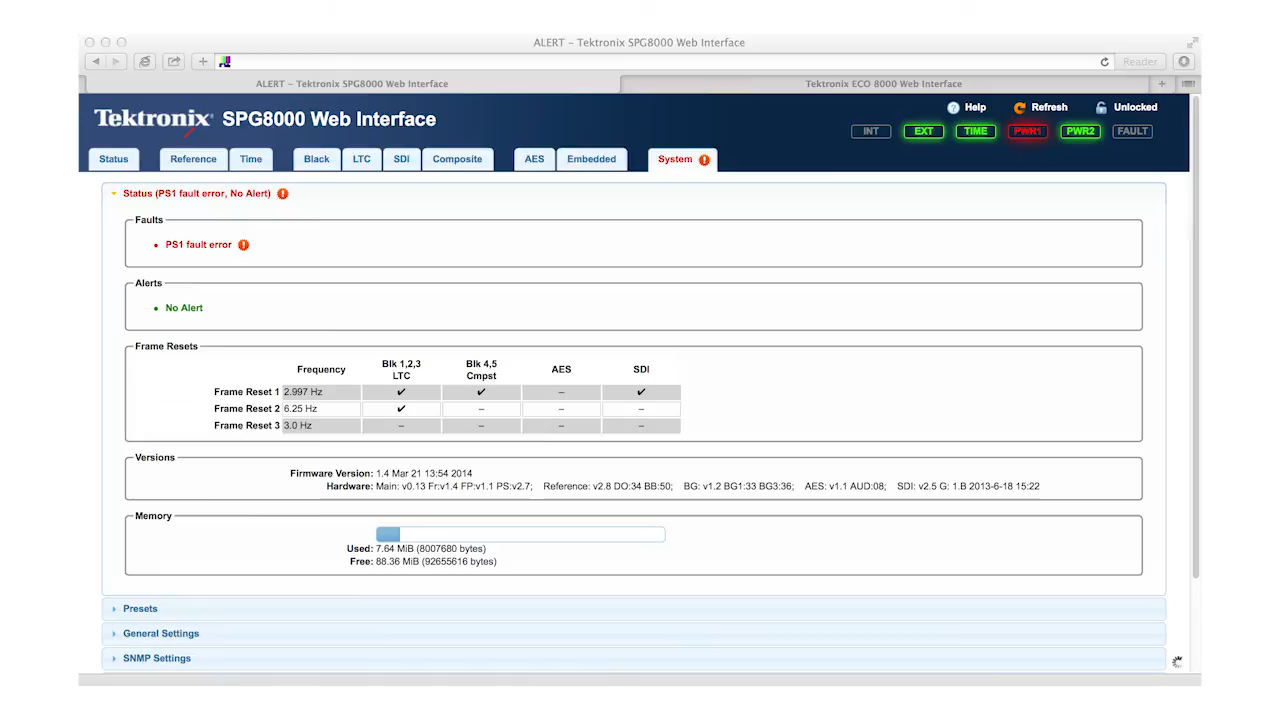 ALERT – Tektronix SPG8000 Web Interface
Reader
ALERT – Tektronix SPG8000 Web Interface
Tektronix ECO 8000 Web Interface
Tektronix SPG8000 Web Interface
Help Refresh Unlocked
INT EXT TIME PWR1 PWR2 FAULT
Status Reference Time Black LTC SDI Composite AES Embedded System
Status (PS1 fault error, No Alert)
Faults
• PS1 fault error
Alerts
• No Alert
Frame Resets
Frequency Blk 1,2,3 LTC Blk 4,5 Cmpst AES SDI
Frame Reset 1 2.997 Hz ✔ ✔ – ✔
Frame Reset 2 6.25 Hz ✔ – – –
Frame Reset 3 3.0 Hz – – – –
Versions
Firmware Version: 1.4 Mar 21 13:54 2014
Hardware: Main: v0.13 Fr:v1.4 FP:v1.1 PS:v2.7; Reference: v2.8 DO:34 BB:50; BG: v1.2 BG1:33 BG3:36; AES: v1.1 AUD:08; SDI: v2.5 G: 1.B 2013-6-18 15:22
Memory
Used: 7.64 MiB (8007680 bytes)
Free: 88.36 MiB (92655616 bytes)
Presets
General Settings
SNMP Settings